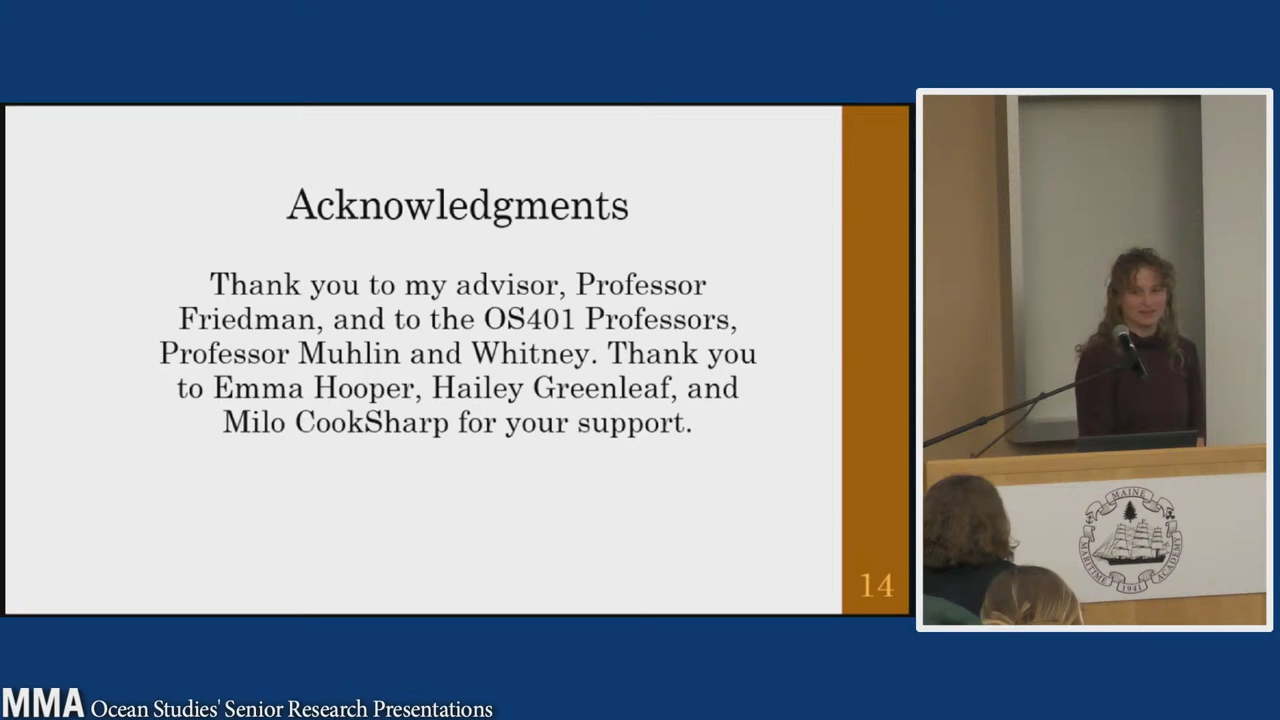 Acknowledgments
Thank you to my advisor, Professor
Friedman, and to the OS401 Professors,
Professor Muhlin and Whitney. Thank you
to Emma Hooper, Hailey Greenleaf, and
Milo CookSharp for your support.
14
MAINE
MARITIME
ACADEMY
1941
MMA Ocean Studies' Senior Research Presentations